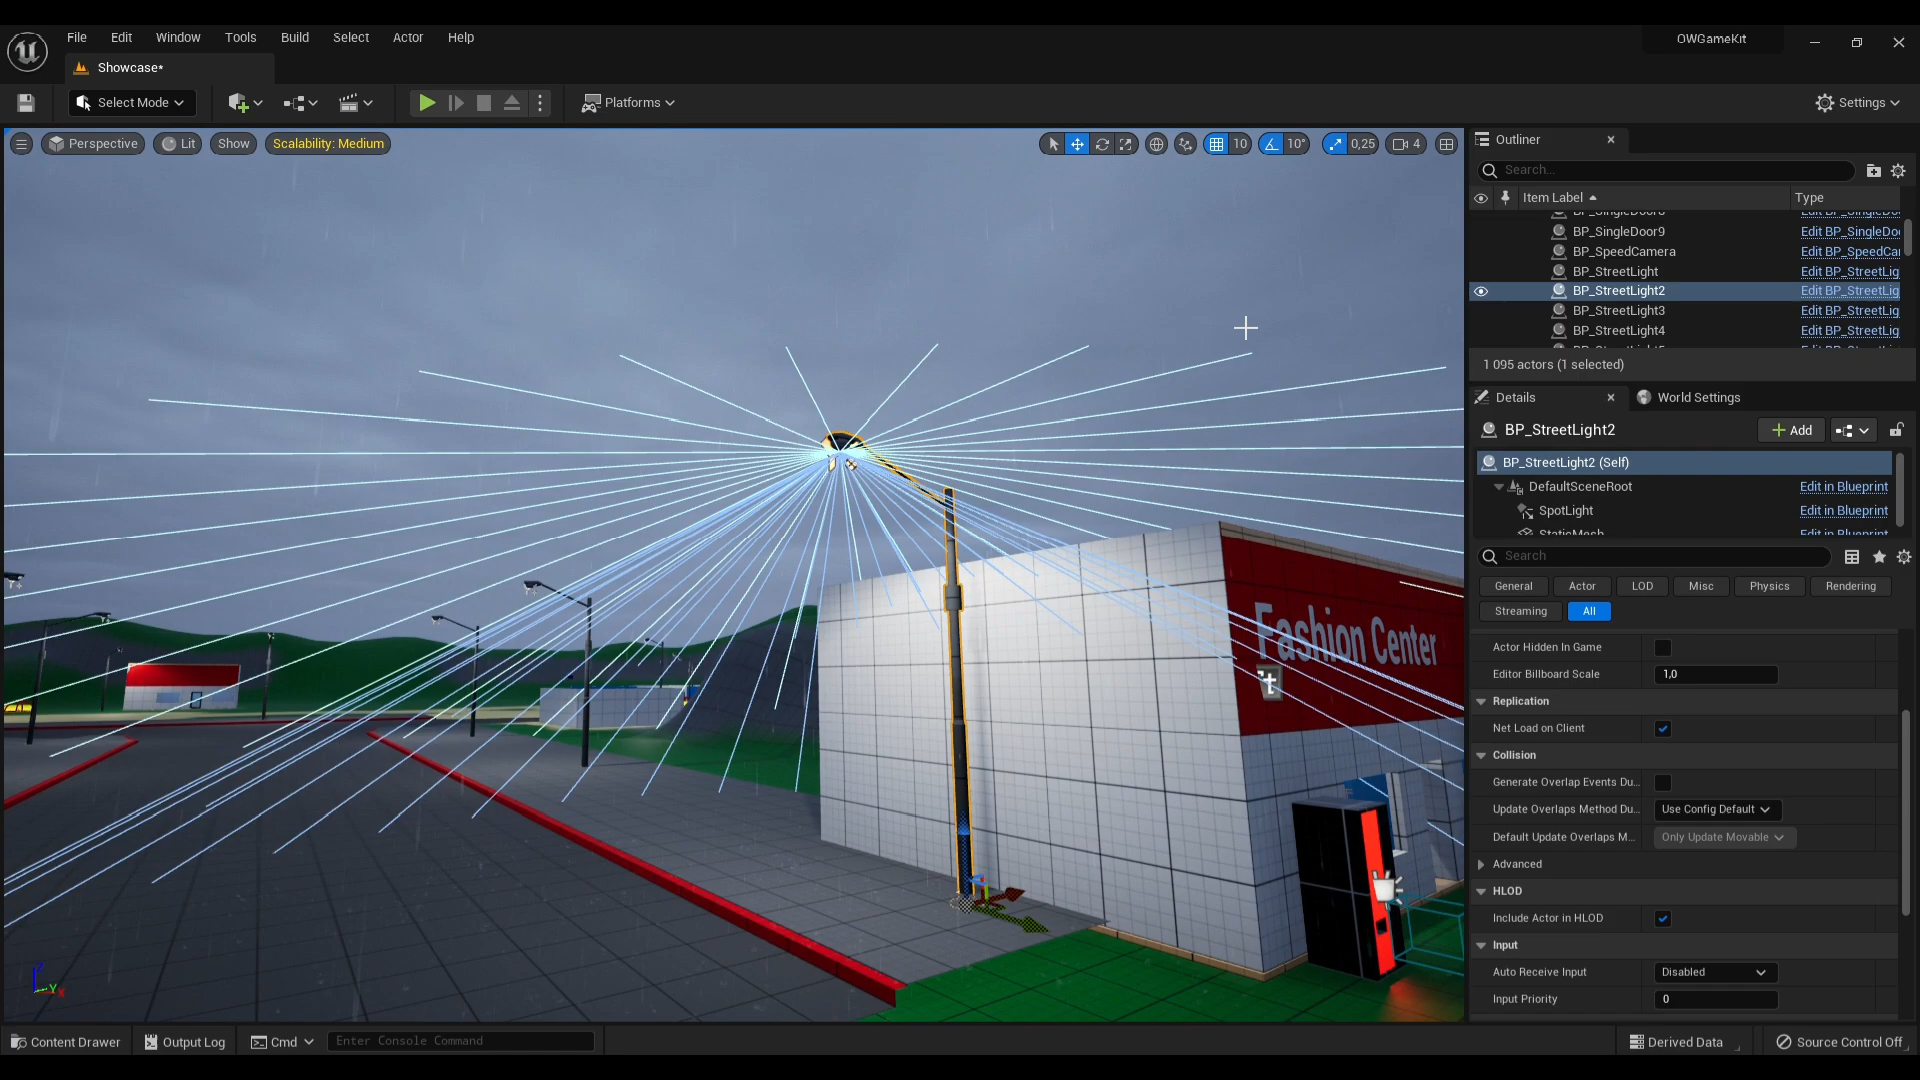 File Edit Window Tools Build Select Actor Help
OWGameKit
Showcase*
Select Mode
Platforms
Settings
Perspective Lit Show Scalability: Medium
10 10° 0,25 4
Outliner
Search...
Item Label Type
BP_SingleDoor9 Edit BP_SingleDo
BP_SpeedCamera Edit BP_SpeedCa
BP_StreetLight Edit BP_StreetLig
BP_StreetLight2 Edit BP_StreetLig
BP_StreetLight3 Edit BP_StreetLig
BP_StreetLight4 Edit BP_StreetLig
1 095 actors (1 selected)
Details World Settings
BP_StreetLight2 Add
BP_StreetLight2 (Self)
DefaultSceneRoot Edit in Blueprint
SpotLight Edit in Blueprint
StaticMesh Edit in Blueprint
Search
General Actor LOD Misc Physics Rendering
Streaming All
Actor Hidden In Game
Editor Billboard Scale 1,0
Replication
Net Load on Client
Collision
Generate Overlap Events Du...
Update Overlaps Method Du... Use Config Default
Default Update Overlaps M... Only Update Movable
Advanced
HLOD
Include Actor in HLOD
Input
Auto Receive Input Disabled
Input Priority 0
Fashion Center
Z
Y X
Content Drawer Output Log Cmd Enter Console Command
Derived Data Source Control Off